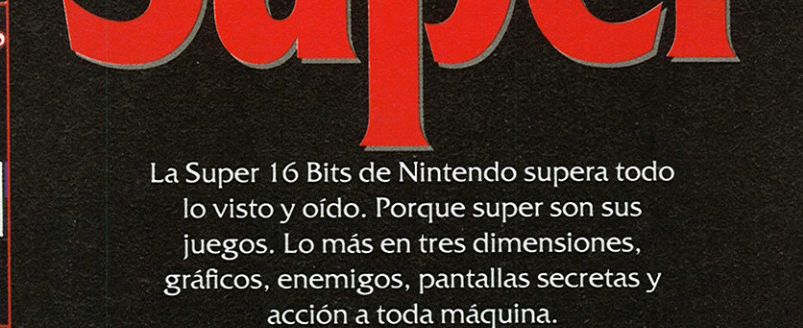 Super
La Super 16 Bits de Nintendo supera todo
lo visto y oído. Porque super son sus
juegos. Lo más en tres dimensiones,
gráficos, enemigos, pantallas secretas y
acción a toda máquina.